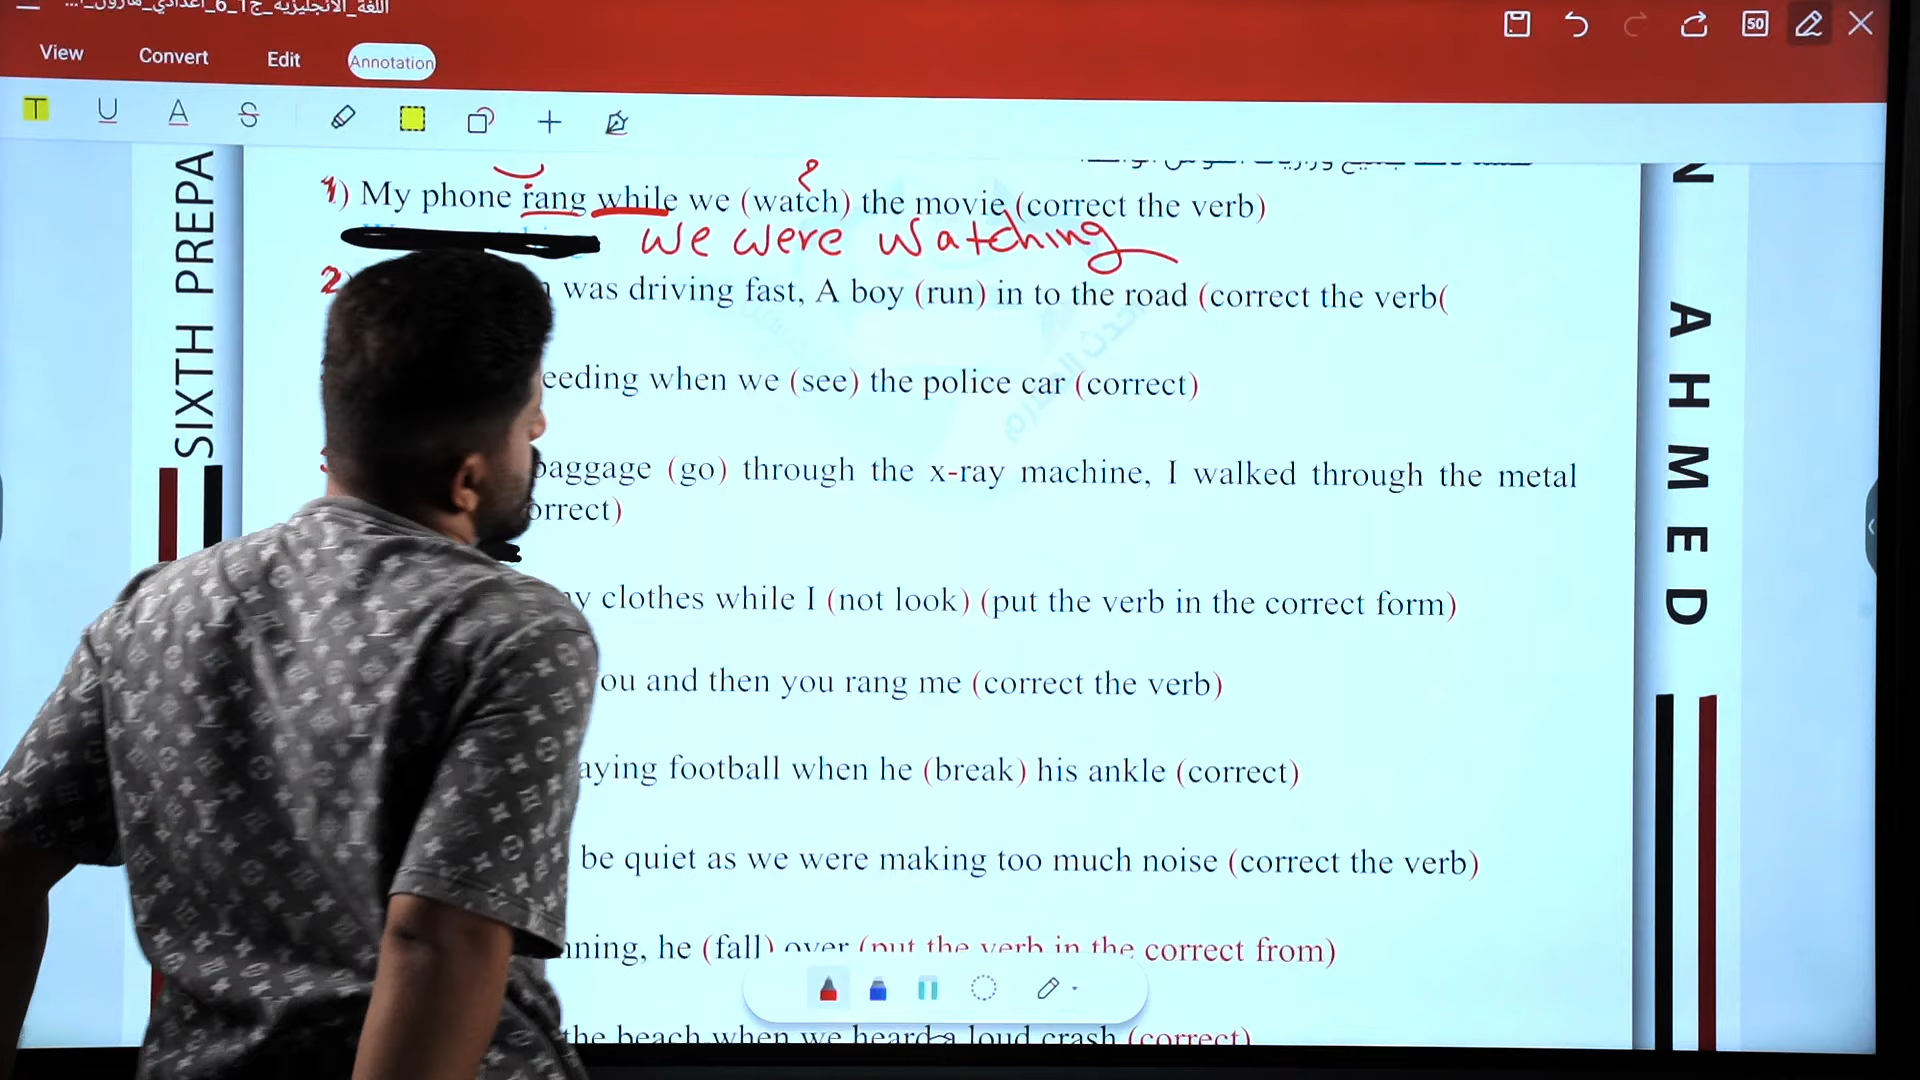 View Convert Edit Annotation
50
T U A S
SIXTH PREPA
1) My phone rang while we (watch) the movie (correct the verb)
we were watching
2 was driving fast, A boy (run) in to the road (correct the verb(
eeding when we (see) the police car (correct)
baggage (go) through the x-ray machine, I walked through the metal
orrect)
y clothes while I (not look) (put the verb in the correct form)
ou and then you rang me (correct the verb)
aying football when he (break) his ankle (correct)
be quiet as we were making too much noise (correct the verb)
nning, he (fall) over (put the verb in the correct from)
the beach when we heard a loud crash (correct)
N AHMED